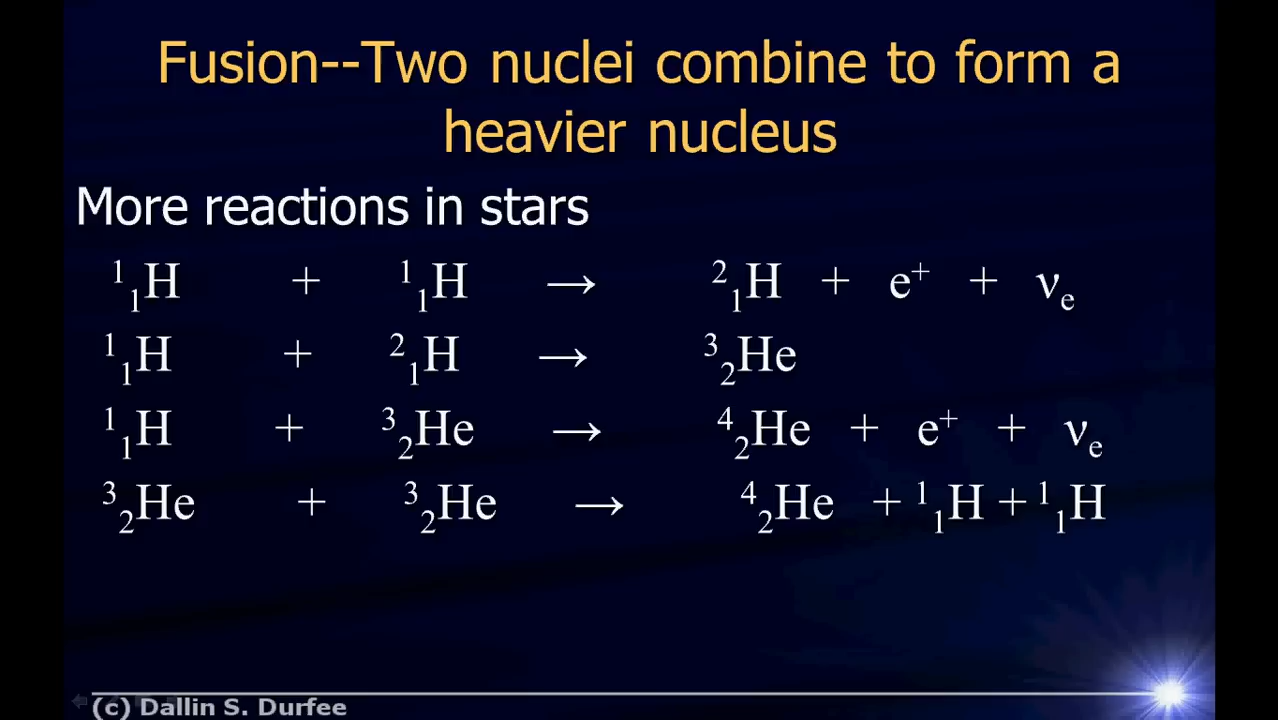 Fusion--Two nuclei combine to form a
heavier nucleus
More reactions in stars
¹₁H + ¹₁H → ²₁H + e⁺ + νₑ
¹₁H + ²₁H → ³₂He
¹₁H + ³₂He → ⁴₂He + e⁺ + νₑ
³₂He + ³₂He → ⁴₂He + ¹₁H + ¹₁H
(c) Dallin S. Durfee